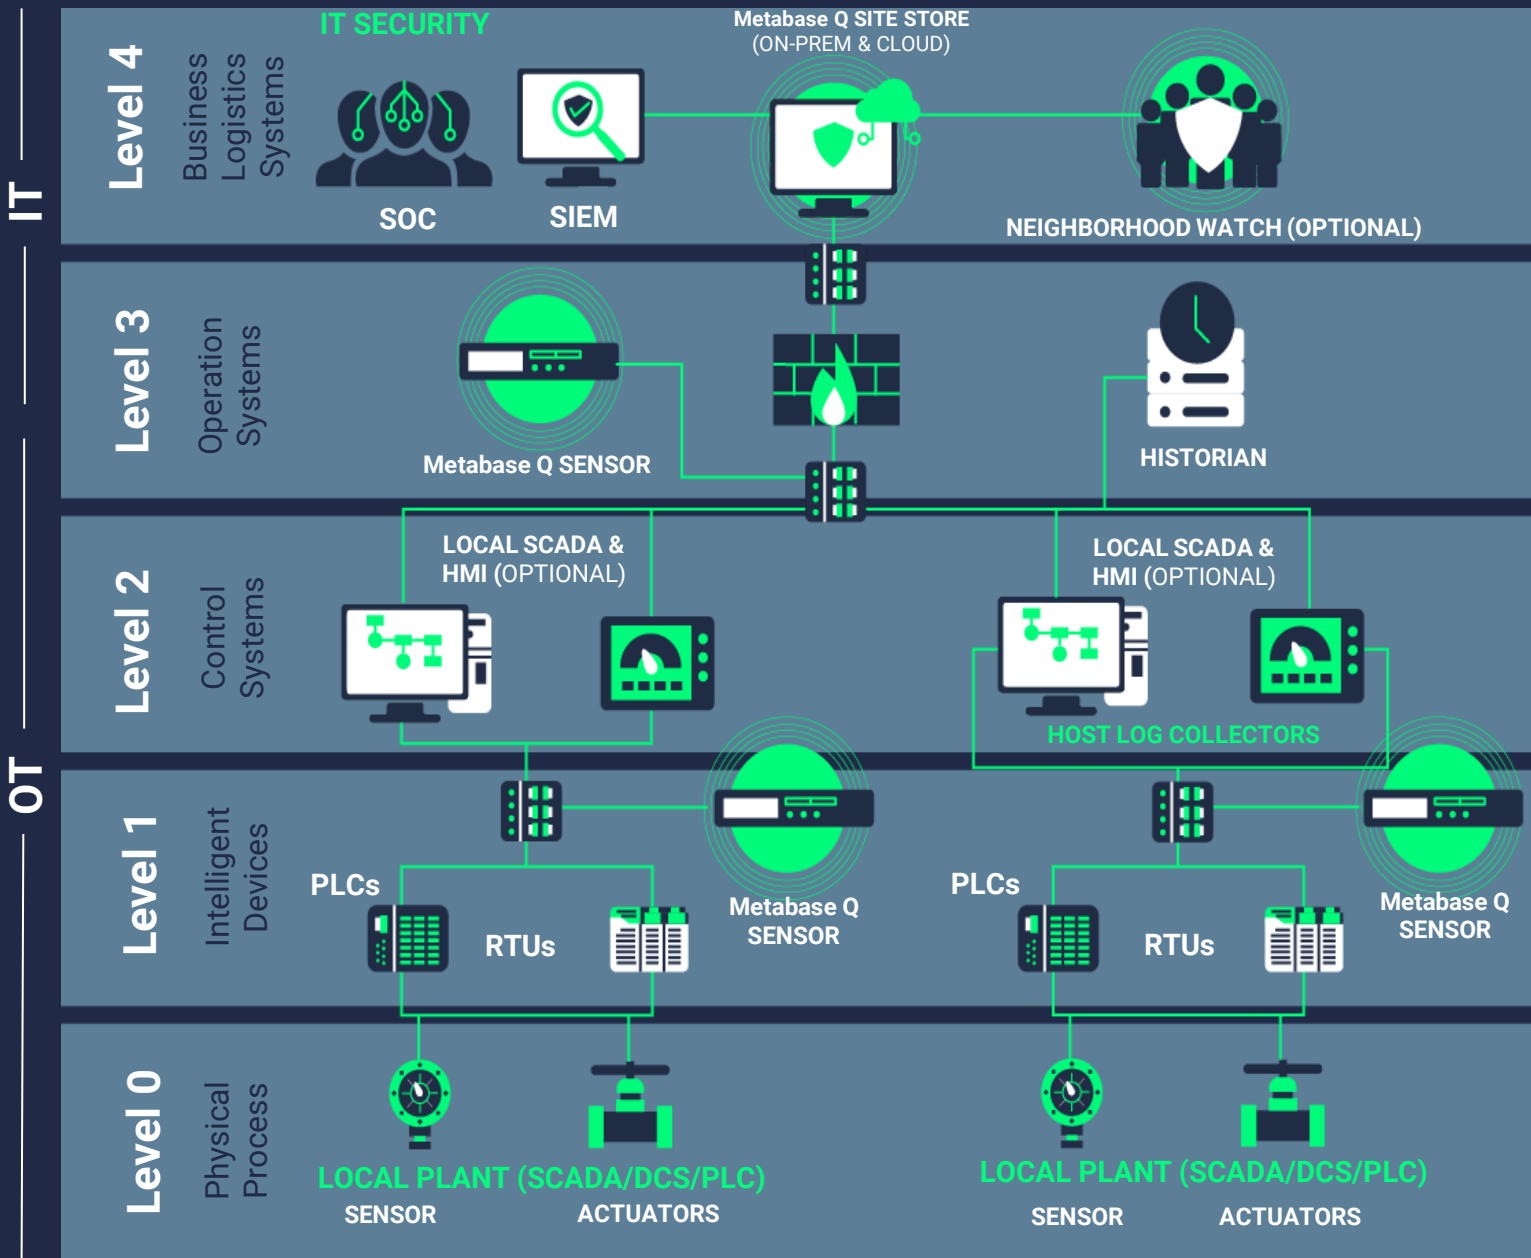 IT
OT
Level 4
Business
Logistics
Systems
IT SECURITY
SOC
SIEM
Metabase Q SITE STORE
(ON-PREM & CLOUD)
NEIGHBORHOOD WATCH (OPTIONAL)
Level 3
Operation
Systems
Metabase Q SENSOR
HISTORIAN
Level 2
Control
Systems
LOCAL SCADA &
HMI (OPTIONAL)
LOCAL SCADA &
HMI (OPTIONAL)
HOST LOG COLLECTORS
Level 1
Intelligent
Devices
PLCs
RTUs
Metabase Q
SENSOR
PLCs
RTUs
Metabase Q
SENSOR
Level 0
Physical
Process
LOCAL PLANT (SCADA/DCS/PLC)
SENSOR
ACTUATORS
LOCAL PLANT (SCADA/DCS/PLC)
SENSOR
ACTUATORS